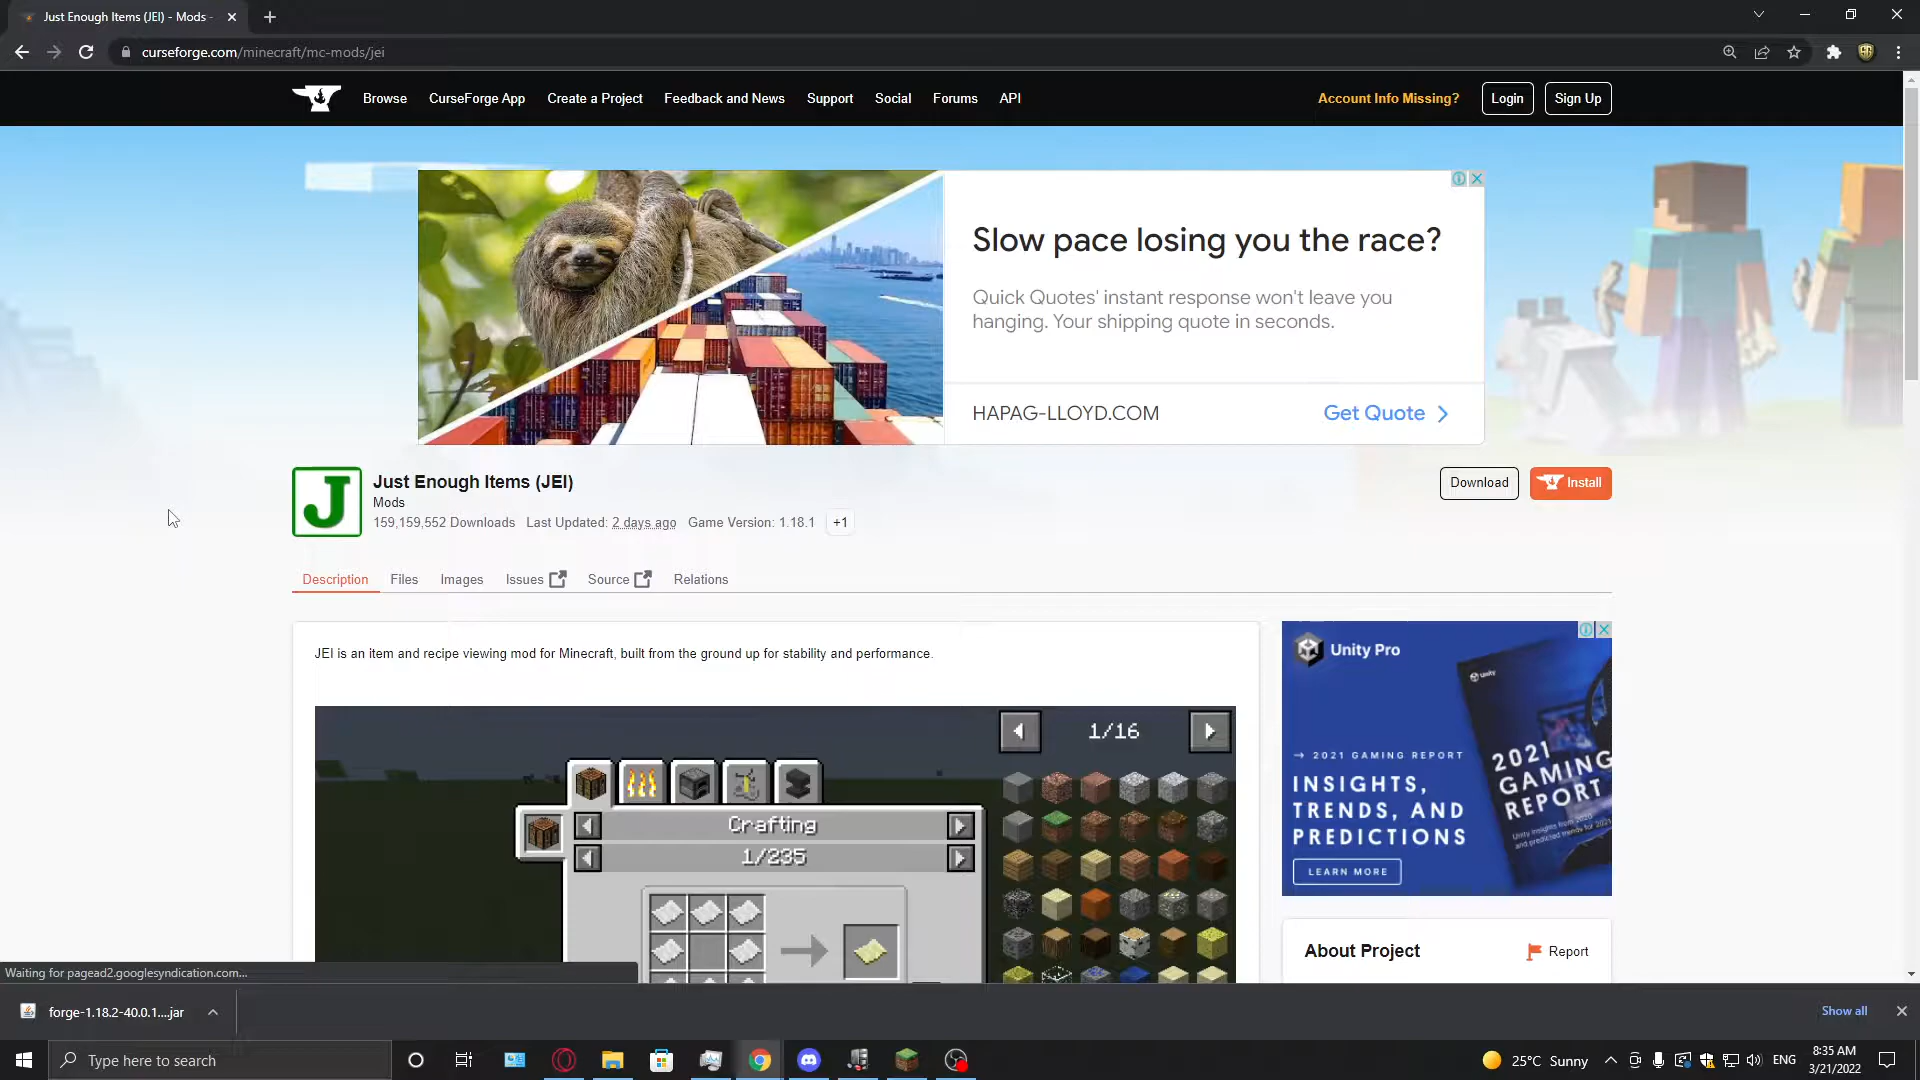 Just Enough Items (JEI) - Mods -
curseforge.com/minecraft/mc-mods/jei
Browse
CurseForge App
Create a Project
Feedback and News
Support
Social
Forums
API
Account Info Missing?
Login
Sign Up
Slow pace losing you the race?
Quick Quotes' instant response won't leave you
hanging. Your shipping quote in seconds.
HAPAG-LLOYD.COM
Get Quote
J
Just Enough Items (JEI)
Mods
159,159,552 Downloads Last Updated: 2 days ago Game Version: 1.18.1 +1
Download
Install
Description
Files
Images
Issues
Source
Relations
JEI is an item and recipe viewing mod for Minecraft, built from the ground up for stability and performance.
1/16
Crafting
1/235
Unity Pro
Unity
→ 2021 GAMING REPORT
INSIGHTS,
TRENDS, AND
PREDICTIONS
LEARN MORE
2021
GAMING
REPORT
Unity insights from 2020
About Project
Report
Waiting for pagead2.googlesyndication.com...
forge-1.18.2-40.0.1....jar
Show all
Type here to search
25°C Sunny
ENG
8:35 AM
3/21/2022